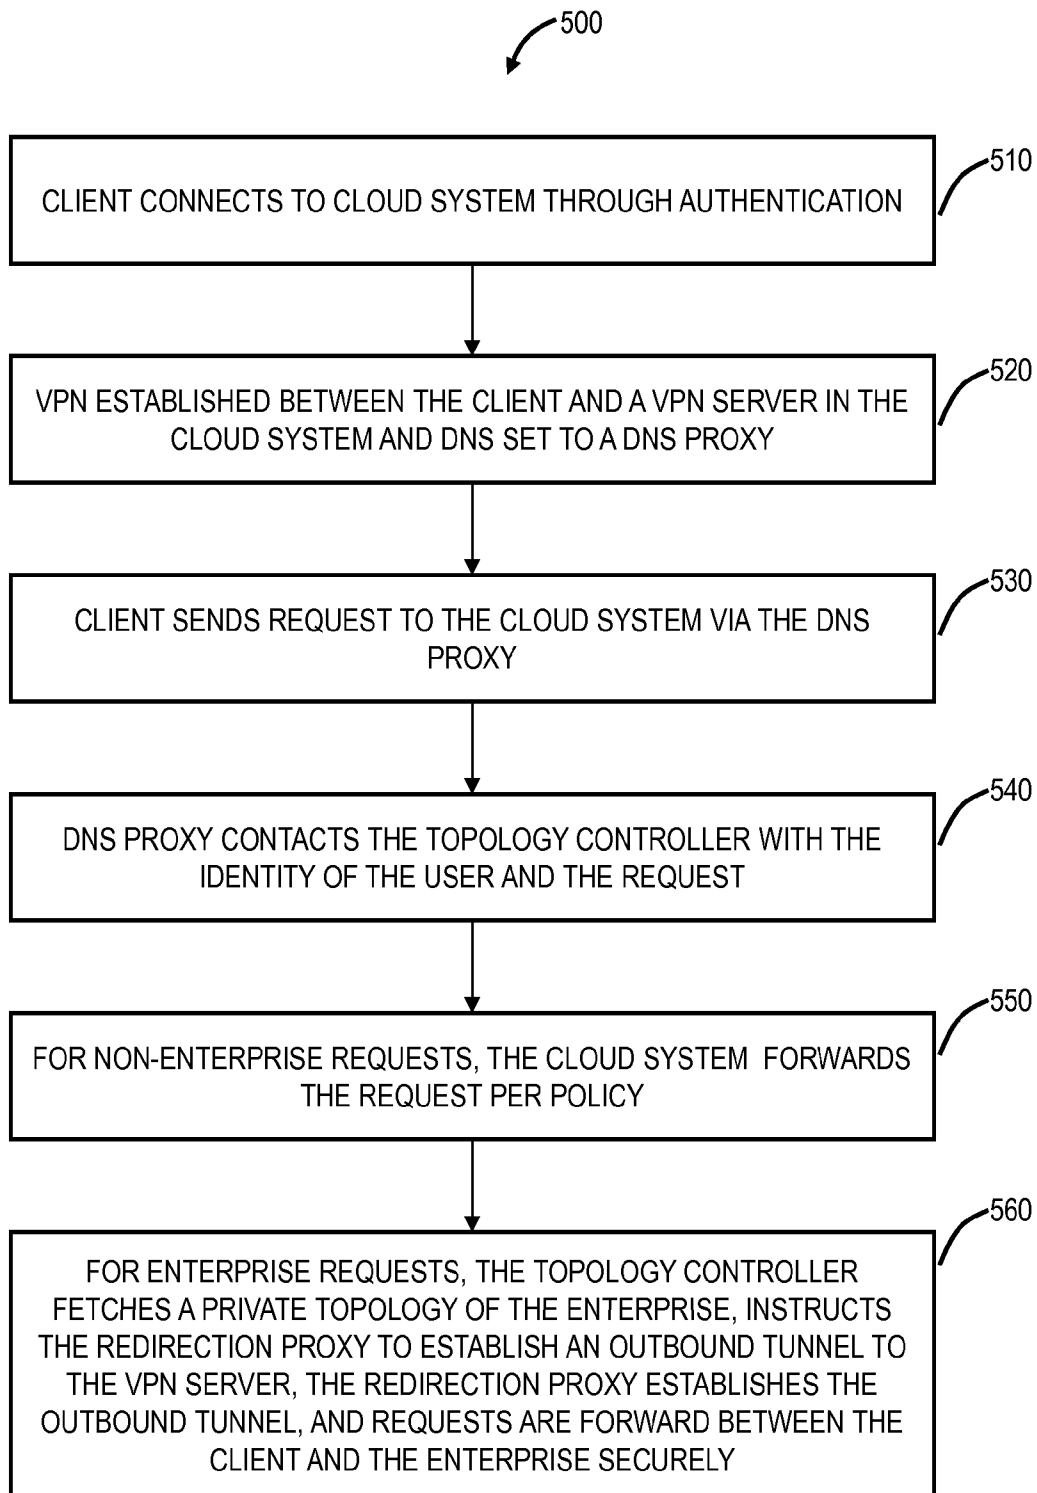 500
510
CLIENT CONNECTS TO CLOUD SYSTEM THROUGH AUTHENTICATION
520
VPN ESTABLISHED BETWEEN THE CLIENT AND A VPN SERVER IN THE
CLOUD SYSTEM AND DNS SET TO A DNS PROXY
530
CLIENT SENDS REQUEST TO THE CLOUD SYSTEM VIA THE DNS
PROXY
540
DNS PROXY CONTACTS THE TOPOLOGY CONTROLLER WITH THE
IDENTITY OF THE USER AND THE REQUEST
550
FOR NON-ENTERPRISE REQUESTS, THE CLOUD SYSTEM FORWARDS
THE REQUEST PER POLICY
560
FOR ENTERPRISE REQUESTS, THE TOPOLOGY CONTROLLER
FETCHES A PRIVATE TOPOLOGY OF THE ENTERPRISE, INSTRUCTS
THE REDIRECTION PROXY TO ESTABLISH AN OUTBOUND TUNNEL TO
THE VPN SERVER, THE REDIRECTION PROXY ESTABLISHES THE
OUTBOUND TUNNEL, AND REQUESTS ARE FORWARD BETWEEN THE
CLIENT AND THE ENTERPRISE SECURELY